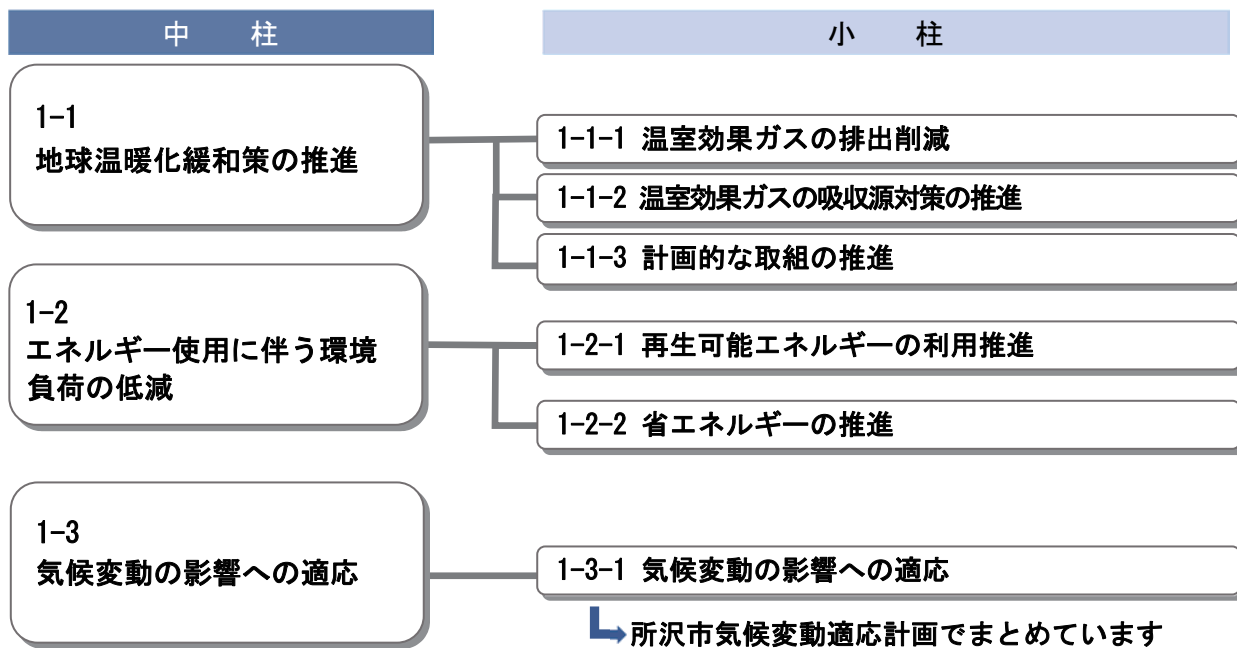 中 柱
小 柱
1-1
地球温暖化緩和策の推進
1-1-1 温室効果ガスの排出削減
1-1-2 温室効果ガスの吸収源対策の推進
1-1-3 計画的な取組の推進
1-2
エネルギー使用に伴う環境
負荷の低減
1-2-1 再生可能エネルギーの利用推進
1-2-2 省エネルギーの推進
1-3
気候変動の影響への適応
1-3-1 気候変動の影響への適応
所沢市気候変動適応計画でまとめています